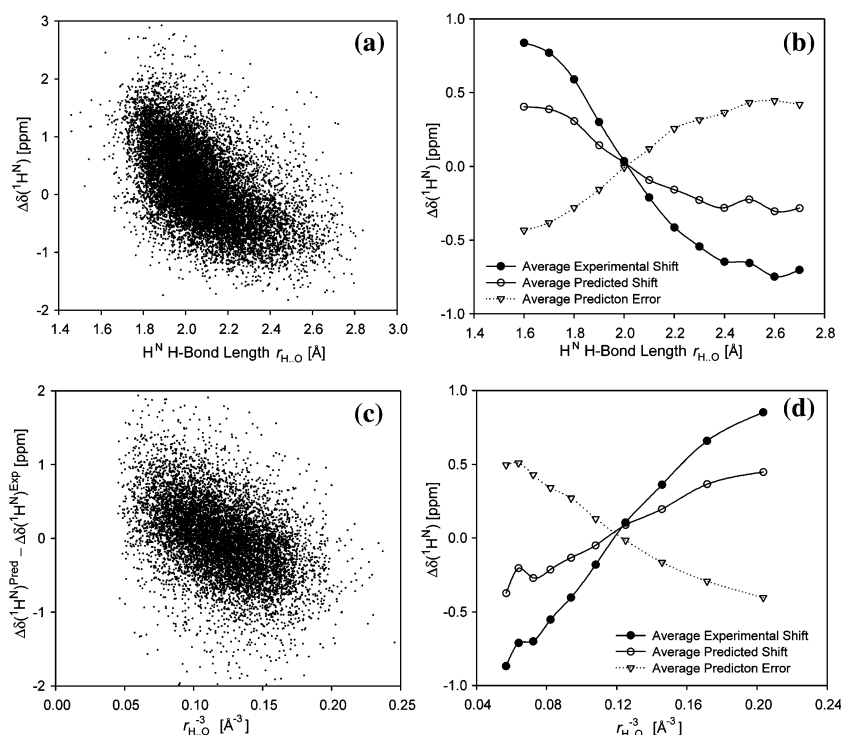 (a)
3
2
1
0
-1
-2
Δδ(¹Hᴺ) [ppm]
1.4 1.6 1.8 2.0 2.2 2.4 2.6 2.8 3.0
Hᴺ H-Bond Length r_H..O [Å]
(b)
1.0
0.5
0.0
-0.5
-1.0
Δδ(¹Hᴺ) [ppm]
Average Experimental Shift
Average Predicted Shift
Average Predicton Error
1.4 1.6 1.8 2.0 2.2 2.4 2.6 2.8
Hᴺ H-Bond Length r_H..O [Å]
(c)
2
1
0
-1
-2
Δδ(¹Hᴺ)ᴾʳᵉᵈ – Δδ(¹Hᴺ)ᴱˣᵖ [ppm]
0.00 0.05 0.10 0.15 0.20 0.25
r_H..O⁻³ [Å⁻³]
(d)
1.0
0.5
0.0
-0.5
-1.0
Δδ(¹Hᴺ) [ppm]
Average Experimental Shift
Average Predicted Shift
Average Predicton Error
0.04 0.08 0.12 0.16 0.20 0.24
r_H..O⁻³ [Å⁻³]